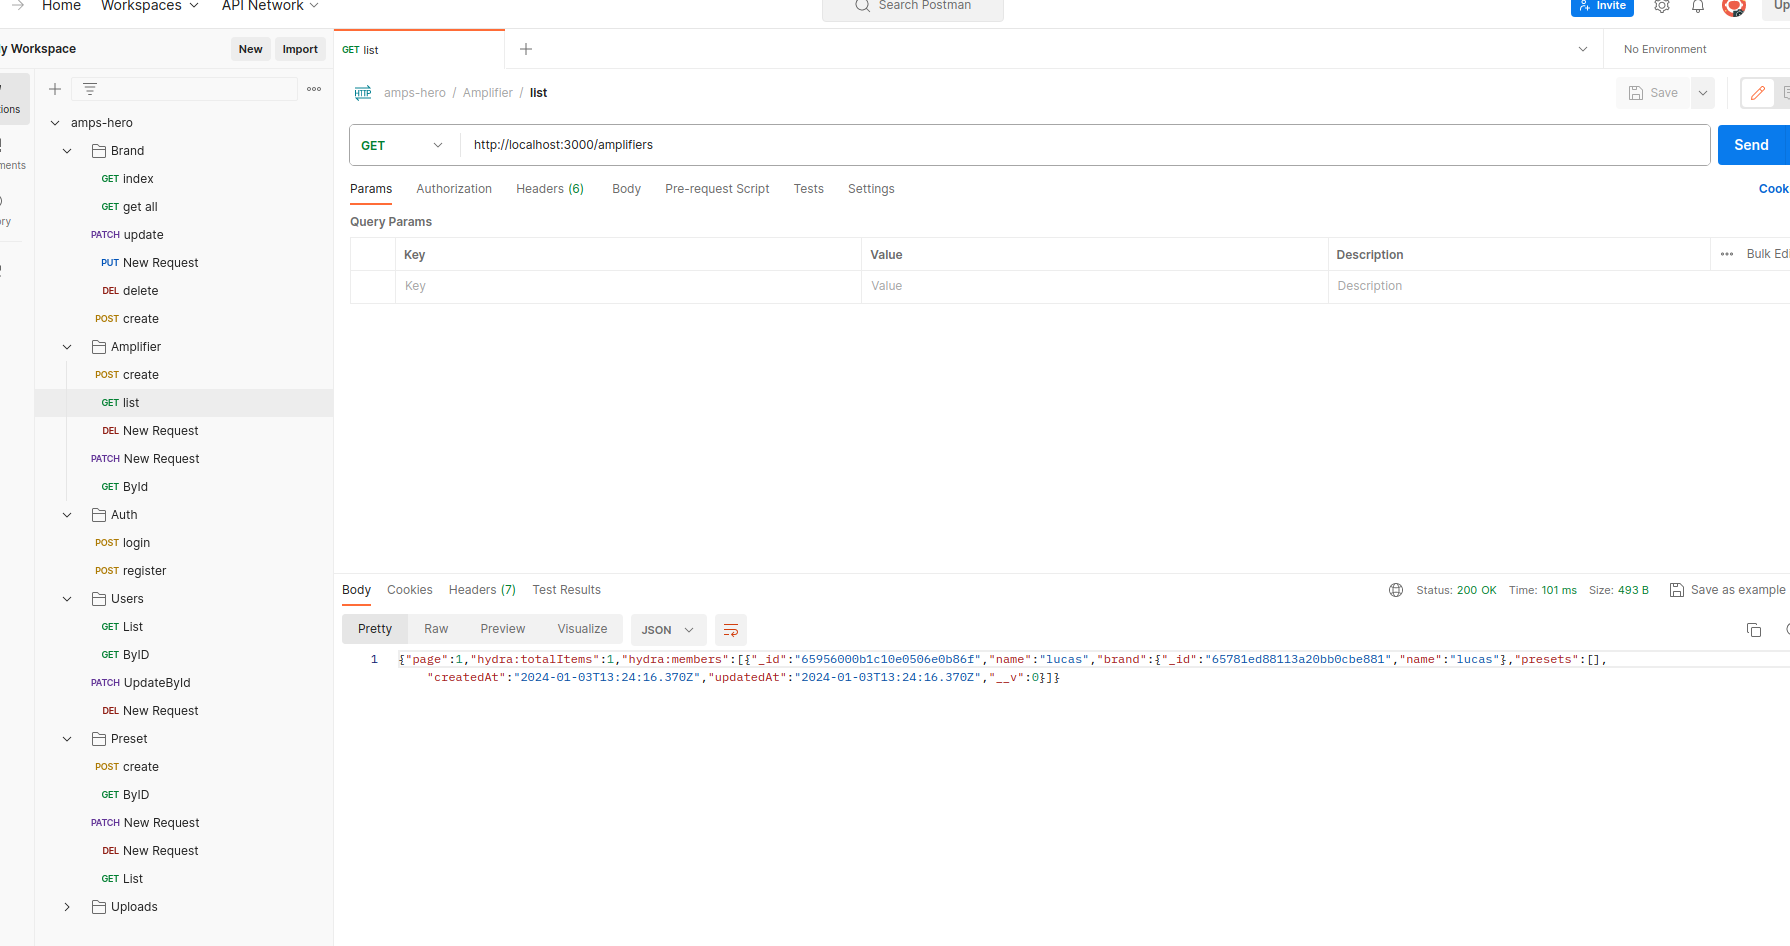 Home Workspaces API Network Search Postman Invite Up
y Workspace New Import GET list No Environment
ions
amps-hero / Amplifier / list Save
amps-hero
GET http://localhost:3000/amplifiers Send
Brand
ments
GET index
Params Authorization Headers (6) Body Pre-request Script Tests Settings Cook
GET get all
ry
Query Params
PATCH update
Key Value Description Bulk Edi
PUT New Request
Key Value Description
DEL delete
POST create
Amplifier
POST create
GET list
DEL New Request
PATCH New Request
GET ById
Auth
POST login
POST register
Body Cookies Headers (7) Test Results Status: 200 OK Time: 101 ms Size: 493 B Save as example
Users
GET List
Pretty Raw Preview Visualize JSON
GET ByID
1 {"page":1,"hydra:totalItems":1,"hydra:members":[{"_id":"65956000b1c10e0506e0b86f","name":"lucas","brand":{"_id":"65781ed88113a20bb0cbe881","name":"lucas"},"presets":[],
"createdAt":"2024-01-03T13:24:16.370Z","updatedAt":"2024-01-03T13:24:16.370Z","__v":0}]}
PATCH UpdateById
DEL New Request
Preset
POST create
GET ByID
PATCH New Request
DEL New Request
GET List
Uploads